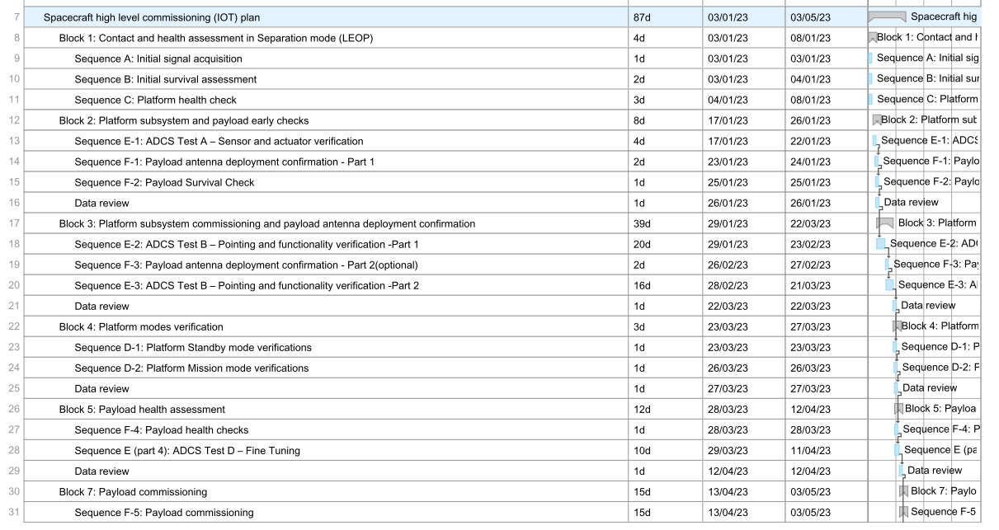 7 Spacecraft high level commissioning (IOT) plan 87d 03/01/23 03/05/23 Spacecraft hig
8 Block 1: Contact and health assessment in Separation mode (LEOP) 4d 03/01/23 08/01/23 Block 1: Contact and h
9 Sequence A: Initial signal acquisition 1d 03/01/23 03/01/23 Sequence A: Initial sig
10 Sequence B: Initial survival assessment 2d 03/01/23 04/01/23 Sequence B: Initial sur
11 Sequence C: Platform health check 3d 04/01/23 08/01/23 Sequence C: Platform
12 Block 2: Platform subsystem and payload early checks 8d 17/01/23 26/01/23 Block 2: Platform sub
13 Sequence E-1: ADCS Test A – Sensor and actuator verification 4d 17/01/23 22/01/23 Sequence E-1: ADCS
14 Sequence F-1: Payload antenna deployment confirmation - Part 1 2d 23/01/23 24/01/23 Sequence F-1: Paylo
15 Sequence F-2: Payload Survival Check 1d 25/01/23 25/01/23 Sequence F-2: Paylo
16 Data review 1d 26/01/23 26/01/23 Data review
17 Block 3: Platform subsystem commissioning and payload antenna deployment confirmation 39d 29/01/23 22/03/23 Block 3: Platform
18 Sequence E-2: ADCS Test B – Pointing and functionality verification -Part 1 20d 29/01/23 23/02/23 Sequence E-2: AD
19 Sequence F-3: Payload antenna deployment confirmation - Part 2(optional) 2d 26/02/23 27/02/23 Sequence F-3: Pay
20 Sequence E-3: ADCS Test B – Pointing and functionality verification -Part 2 16d 28/02/23 21/03/23 Sequence E-3: A
21 Data review 1d 22/03/23 22/03/23 Data review
22 Block 4: Platform modes verification 3d 23/03/23 27/03/23 Block 4: Platform
23 Sequence D-1: Platform Standby mode verifications 1d 23/03/23 23/03/23 Sequence D-1: P
24 Sequence D-2: Platform Mission mode verifications 1d 26/03/23 26/03/23 Sequence D-2: P
25 Data review 1d 27/03/23 27/03/23 Data review
26 Block 5: Payload health assessment 12d 28/03/23 12/04/23 Block 5: Payloa
27 Sequence F-4: Payload health checks 1d 28/03/23 28/03/23 Sequence F-4: P
28 Sequence E (part 4): ADCS Test D – Fine Tuning 10d 29/03/23 11/04/23 Sequence E (pa
29 Data review 1d 12/04/23 12/04/23 Data review
30 Block 7: Payload commissioning 15d 13/04/23 03/05/23 Block 7: Paylo
31 Sequence F-5: Payload commissioning 15d 13/04/23 03/05/23 Sequence F-5